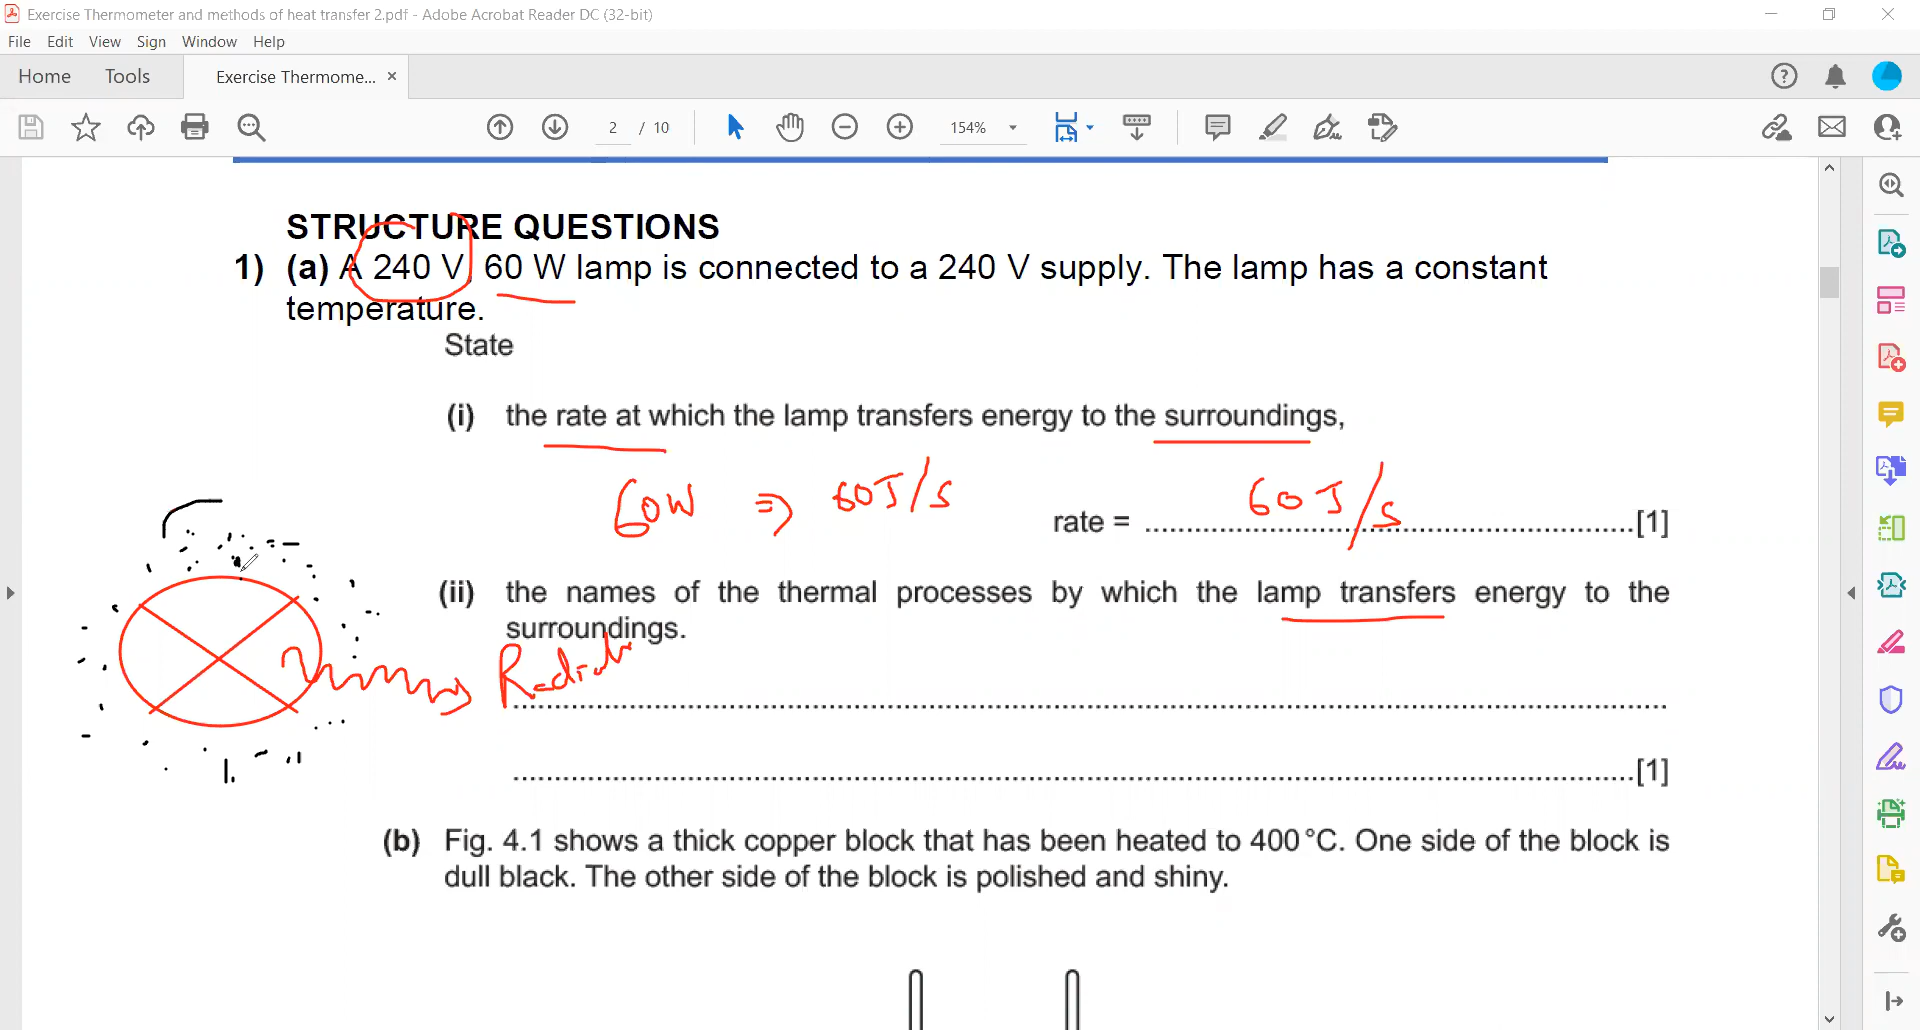 Exercise Thermometer and methods of heat transfer 2.pdf - Adobe Acrobat Reader DC (32-bit)
File Edit View Sign Window Help
Home Tools Exercise Thermome... ×
2 / 10 154%
STRUCTURE QUESTIONS
1) (a) A 240 V, 60 W lamp is connected to a 240 V supply. The lamp has a constant
temperature.
State
(i) the rate at which the lamp transfers energy to the surroundings,
60W ⇒ 60J/s
rate = 60 J/s [1]
(ii) the names of the thermal processes by which the lamp transfers energy to the
surroundings.
[1]
(b) Fig. 4.1 shows a thick copper block that has been heated to 400 °C. One side of the block is
dull black. The other side of the block is polished and shiny.